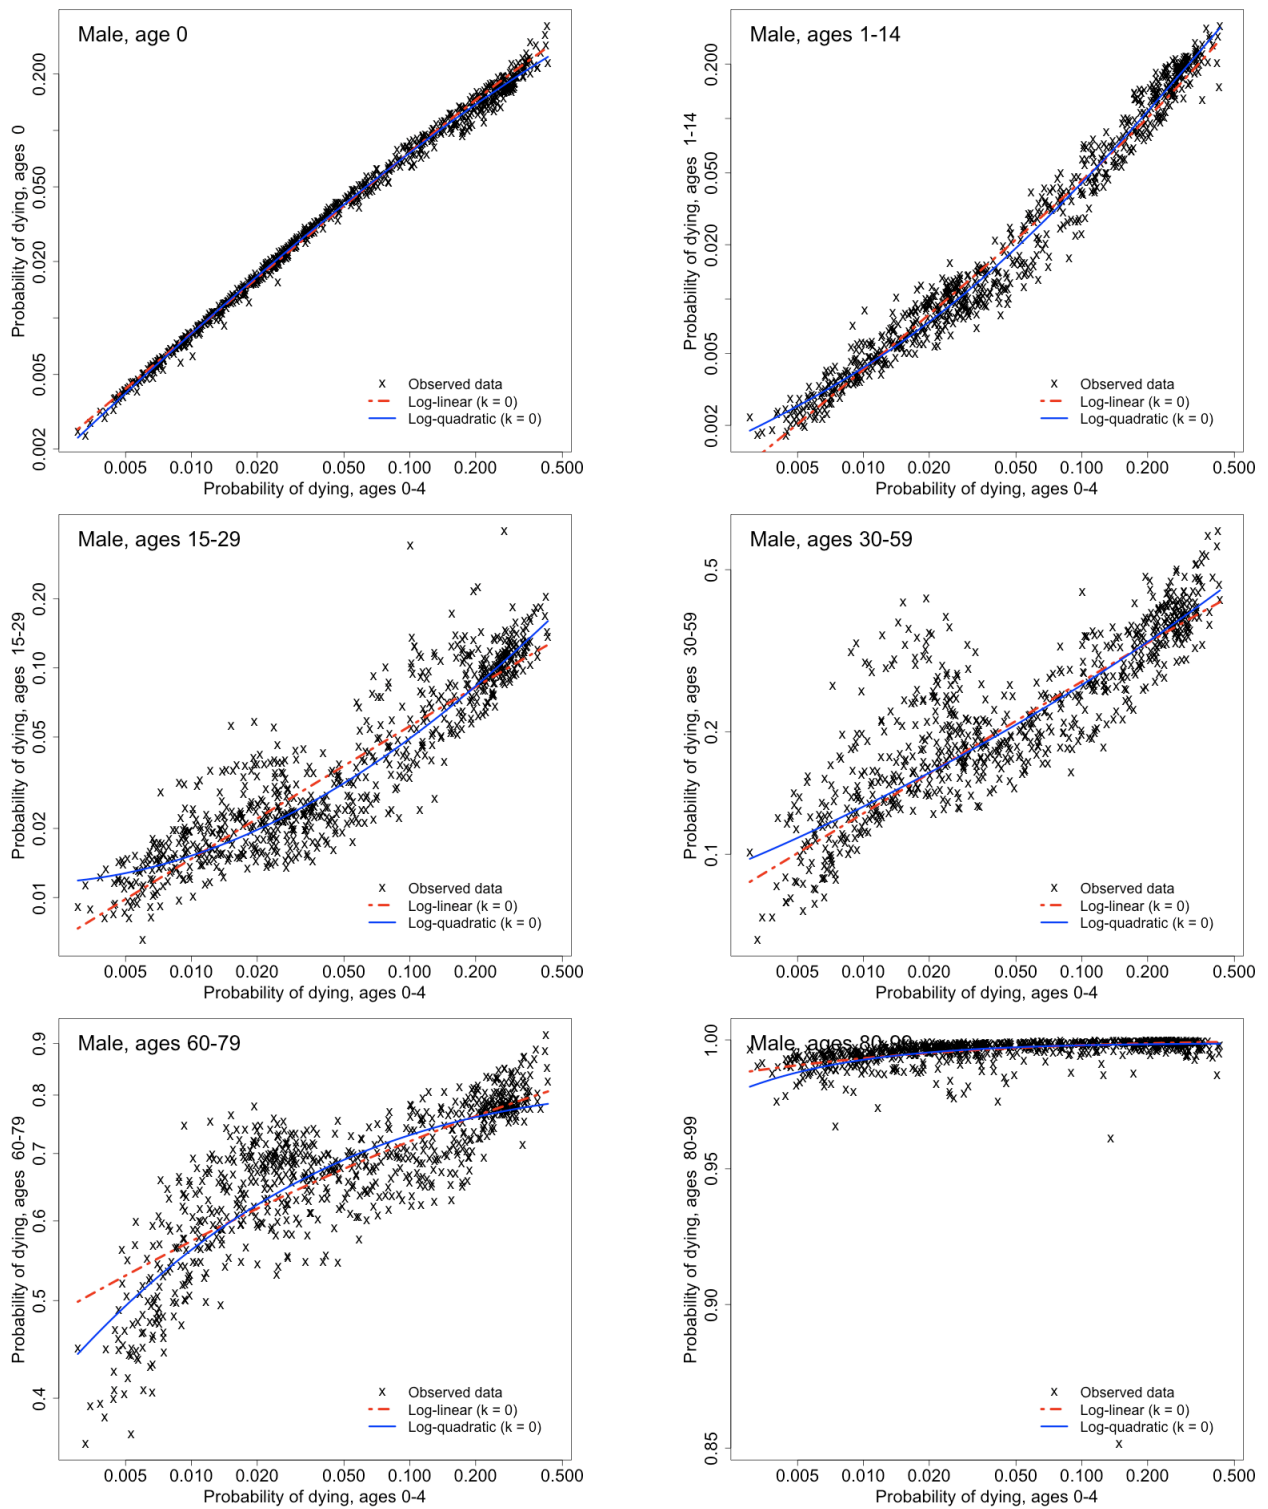 Male, age 0
Probability of dying, ages 0
0.200
0.050
0.020
0.005
0.002
x Observed data
Log-linear (k = 0)
Log-quadratic (k = 0)
0.005 0.010 0.020 0.050 0.100 0.200 0.500
Probability of dying, ages 0-4
Male, ages 1-14
Probability of dying, ages 1-14
0.200
0.050
0.020
0.005
0.002
x Observed data
Log-linear (k = 0)
Log-quadratic (k = 0)
0.005 0.010 0.020 0.050 0.100 0.200 0.500
Probability of dying, ages 0-4
Male, ages 15-29
Probability of dying, ages 15-29
0.20
0.10
0.05
0.02
0.01
x Observed data
Log-linear (k = 0)
Log-quadratic (k = 0)
0.005 0.010 0.020 0.050 0.100 0.200 0.500
Probability of dying, ages 0-4
Male, ages 30-59
Probability of dying, ages 30-59
0.5
0.2
0.1
x Observed data
Log-linear (k = 0)
Log-quadratic (k = 0)
0.005 0.010 0.020 0.050 0.100 0.200 0.500
Probability of dying, ages 0-4
Male, ages 60-79
Probability of dying, ages 60-79
0.9
0.8
0.7
0.6
0.5
0.4
x Observed data
Log-linear (k = 0)
Log-quadratic (k = 0)
0.005 0.010 0.020 0.050 0.100 0.200 0.500
Probability of dying, ages 0-4
Male, ages 80-99
Probability of dying, ages 80-99
1.00
0.95
0.90
0.85
x Observed data
Log-linear (k = 0)
Log-quadratic (k = 0)
0.005 0.010 0.020 0.050 0.100 0.200 0.500
Probability of dying, ages 0-4